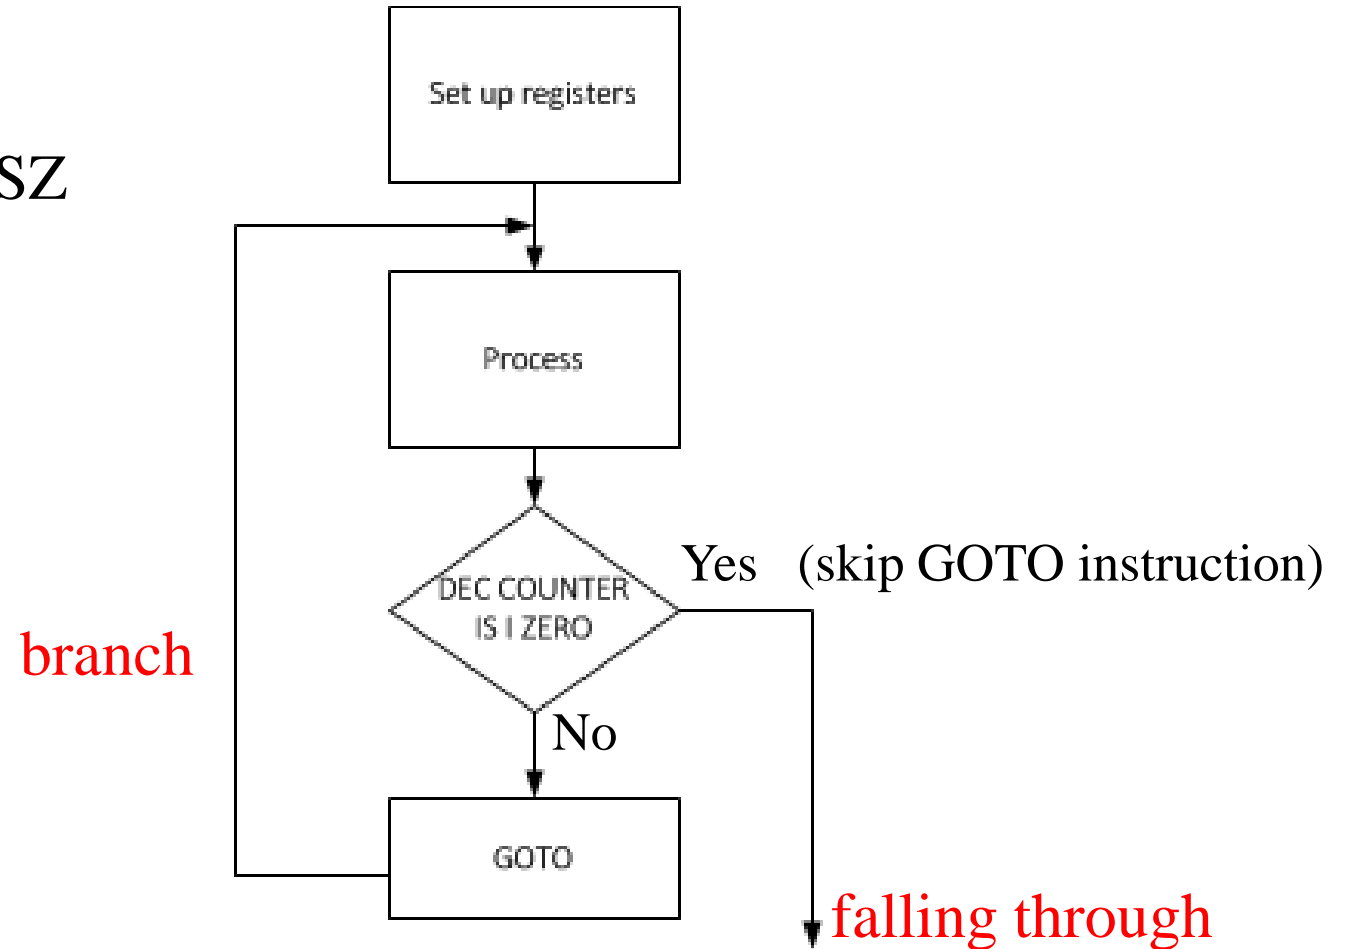 Set up registers
SZ
Process
Yes (skip GOTO instruction)
DEC COUNTER
IS I ZERO
branch
No
GOTO
falling through